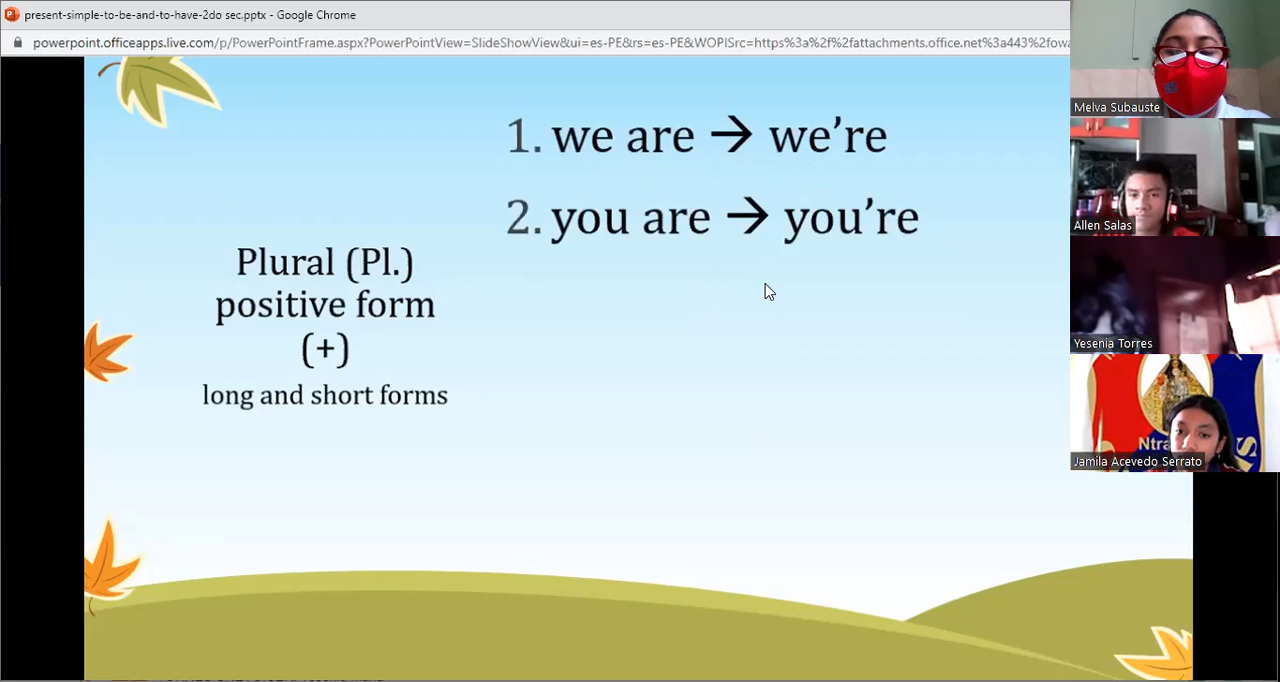 present-simple-to-be-and-to-have-2do sec.pptx - Google Chrome
powerpoint.officeapps.live.com/p/PowerPointFrame.aspx?PowerPointView=SlideShowView&ui=es-PE&rs=es-PE&WOPISrc=https%3a%2f%2fattachments.office.net%3a443%2fowa
1. we are → we're
2. you are → you're
Plural (Pl.)
positive form
(+)
long and short forms
Melva Subauste
Allen Salas
Yesenia Torres
Ntra
S
Jamila Acevedo Serrato